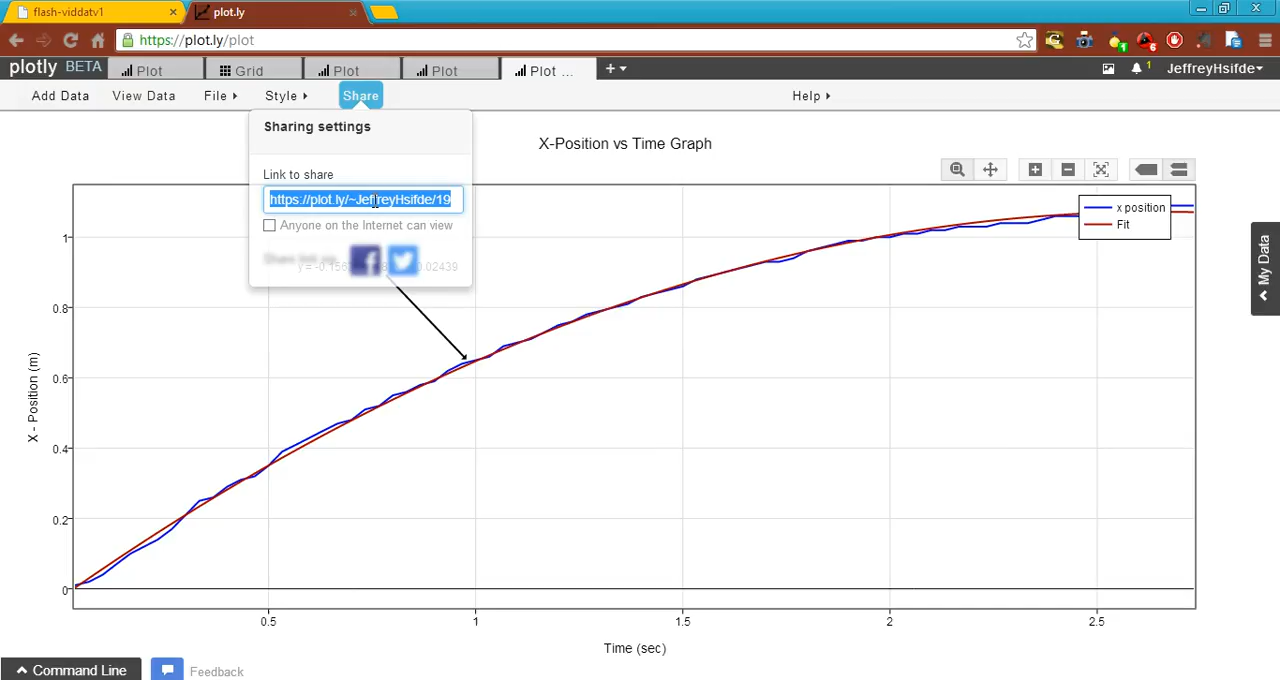 flash-viddatv1
plot.ly
https://plot.ly/plot
1
6
plotly BETA
Plot
Grid
Plot
Plot
Plot ...
1
JeffreyHsifde
Add Data
View Data
File
Style
Share
Help
Sharing settings
Link to share
https://plot.ly/~JeffreyHsifde/19
Anyone on the Internet can view
X-Position vs Time Graph
x position
Fit
My Data
X - Position (m)
1
0.8
0.6
0.4
0.2
0
0.5
1
1.5
2
2.5
Time (sec)
Command Line
Feedback